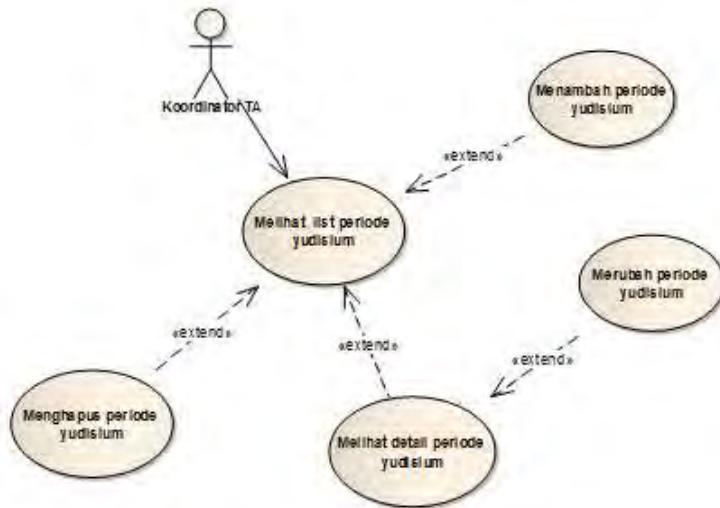 Koordinator TA
Menambah periode
yudisium
«extend»
Melihat list periode
yudisium
Merubah periode
yudisium
«extend»
«extend»
«extend»
Menghapus periode
yudisium
Melihat detail periode
yudisium